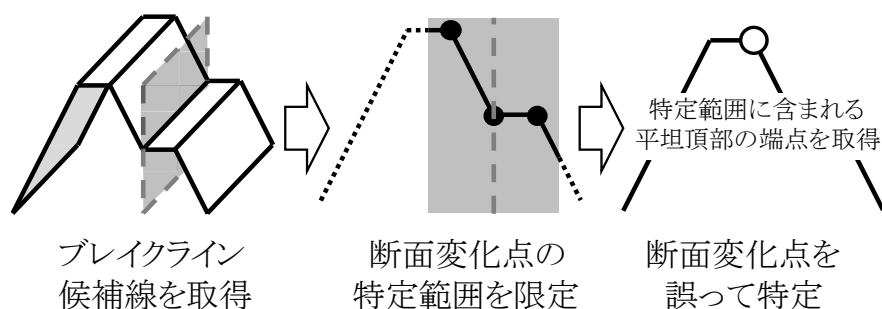 特定範囲に含まれる
平坦頂部の端点を取得
ブレイクライン
候補線を取得
断面変化点の
特定範囲を限定
断面変化点を
誤って特定